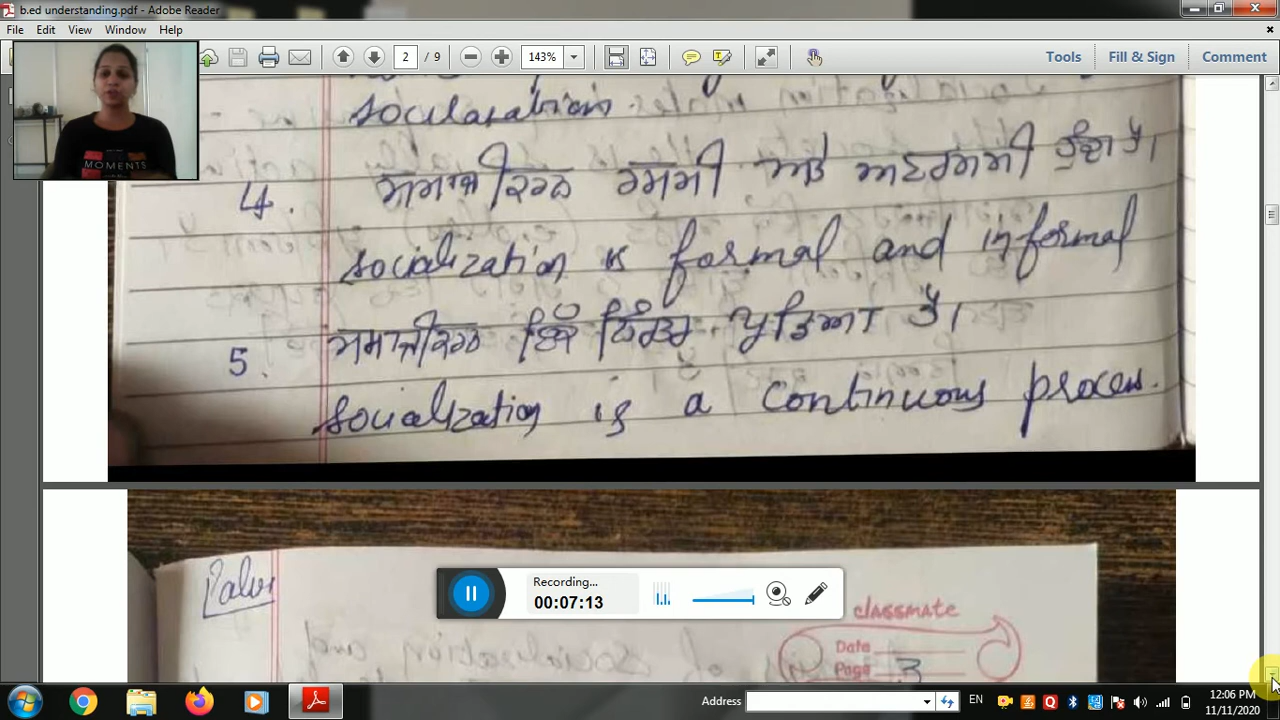 b.ed understanding.pdf - Adobe Reader
File Edit View Window Help
2 / 9
143%
Tools Fill & Sign Comment
MOMENTS
4. ਸਮਾਜੀਕਰਨ ਰਸਮੀ ਅਤੇ ਅਣਰਸਮੀ ਹੁੰਦਾ ਹੈ।
socialization is formal and informal
5. ਸਮਾਜੀਕਰਨ ਇੱਕ ਨਿਰੰਤਰ ਪ੍ਰਕਿਆ ਹੈ।
socialization is a continuous process.
Recording...
00:07:13
classmate
Date
Page 3
Address
EN
12:06 PM
11/11/2020